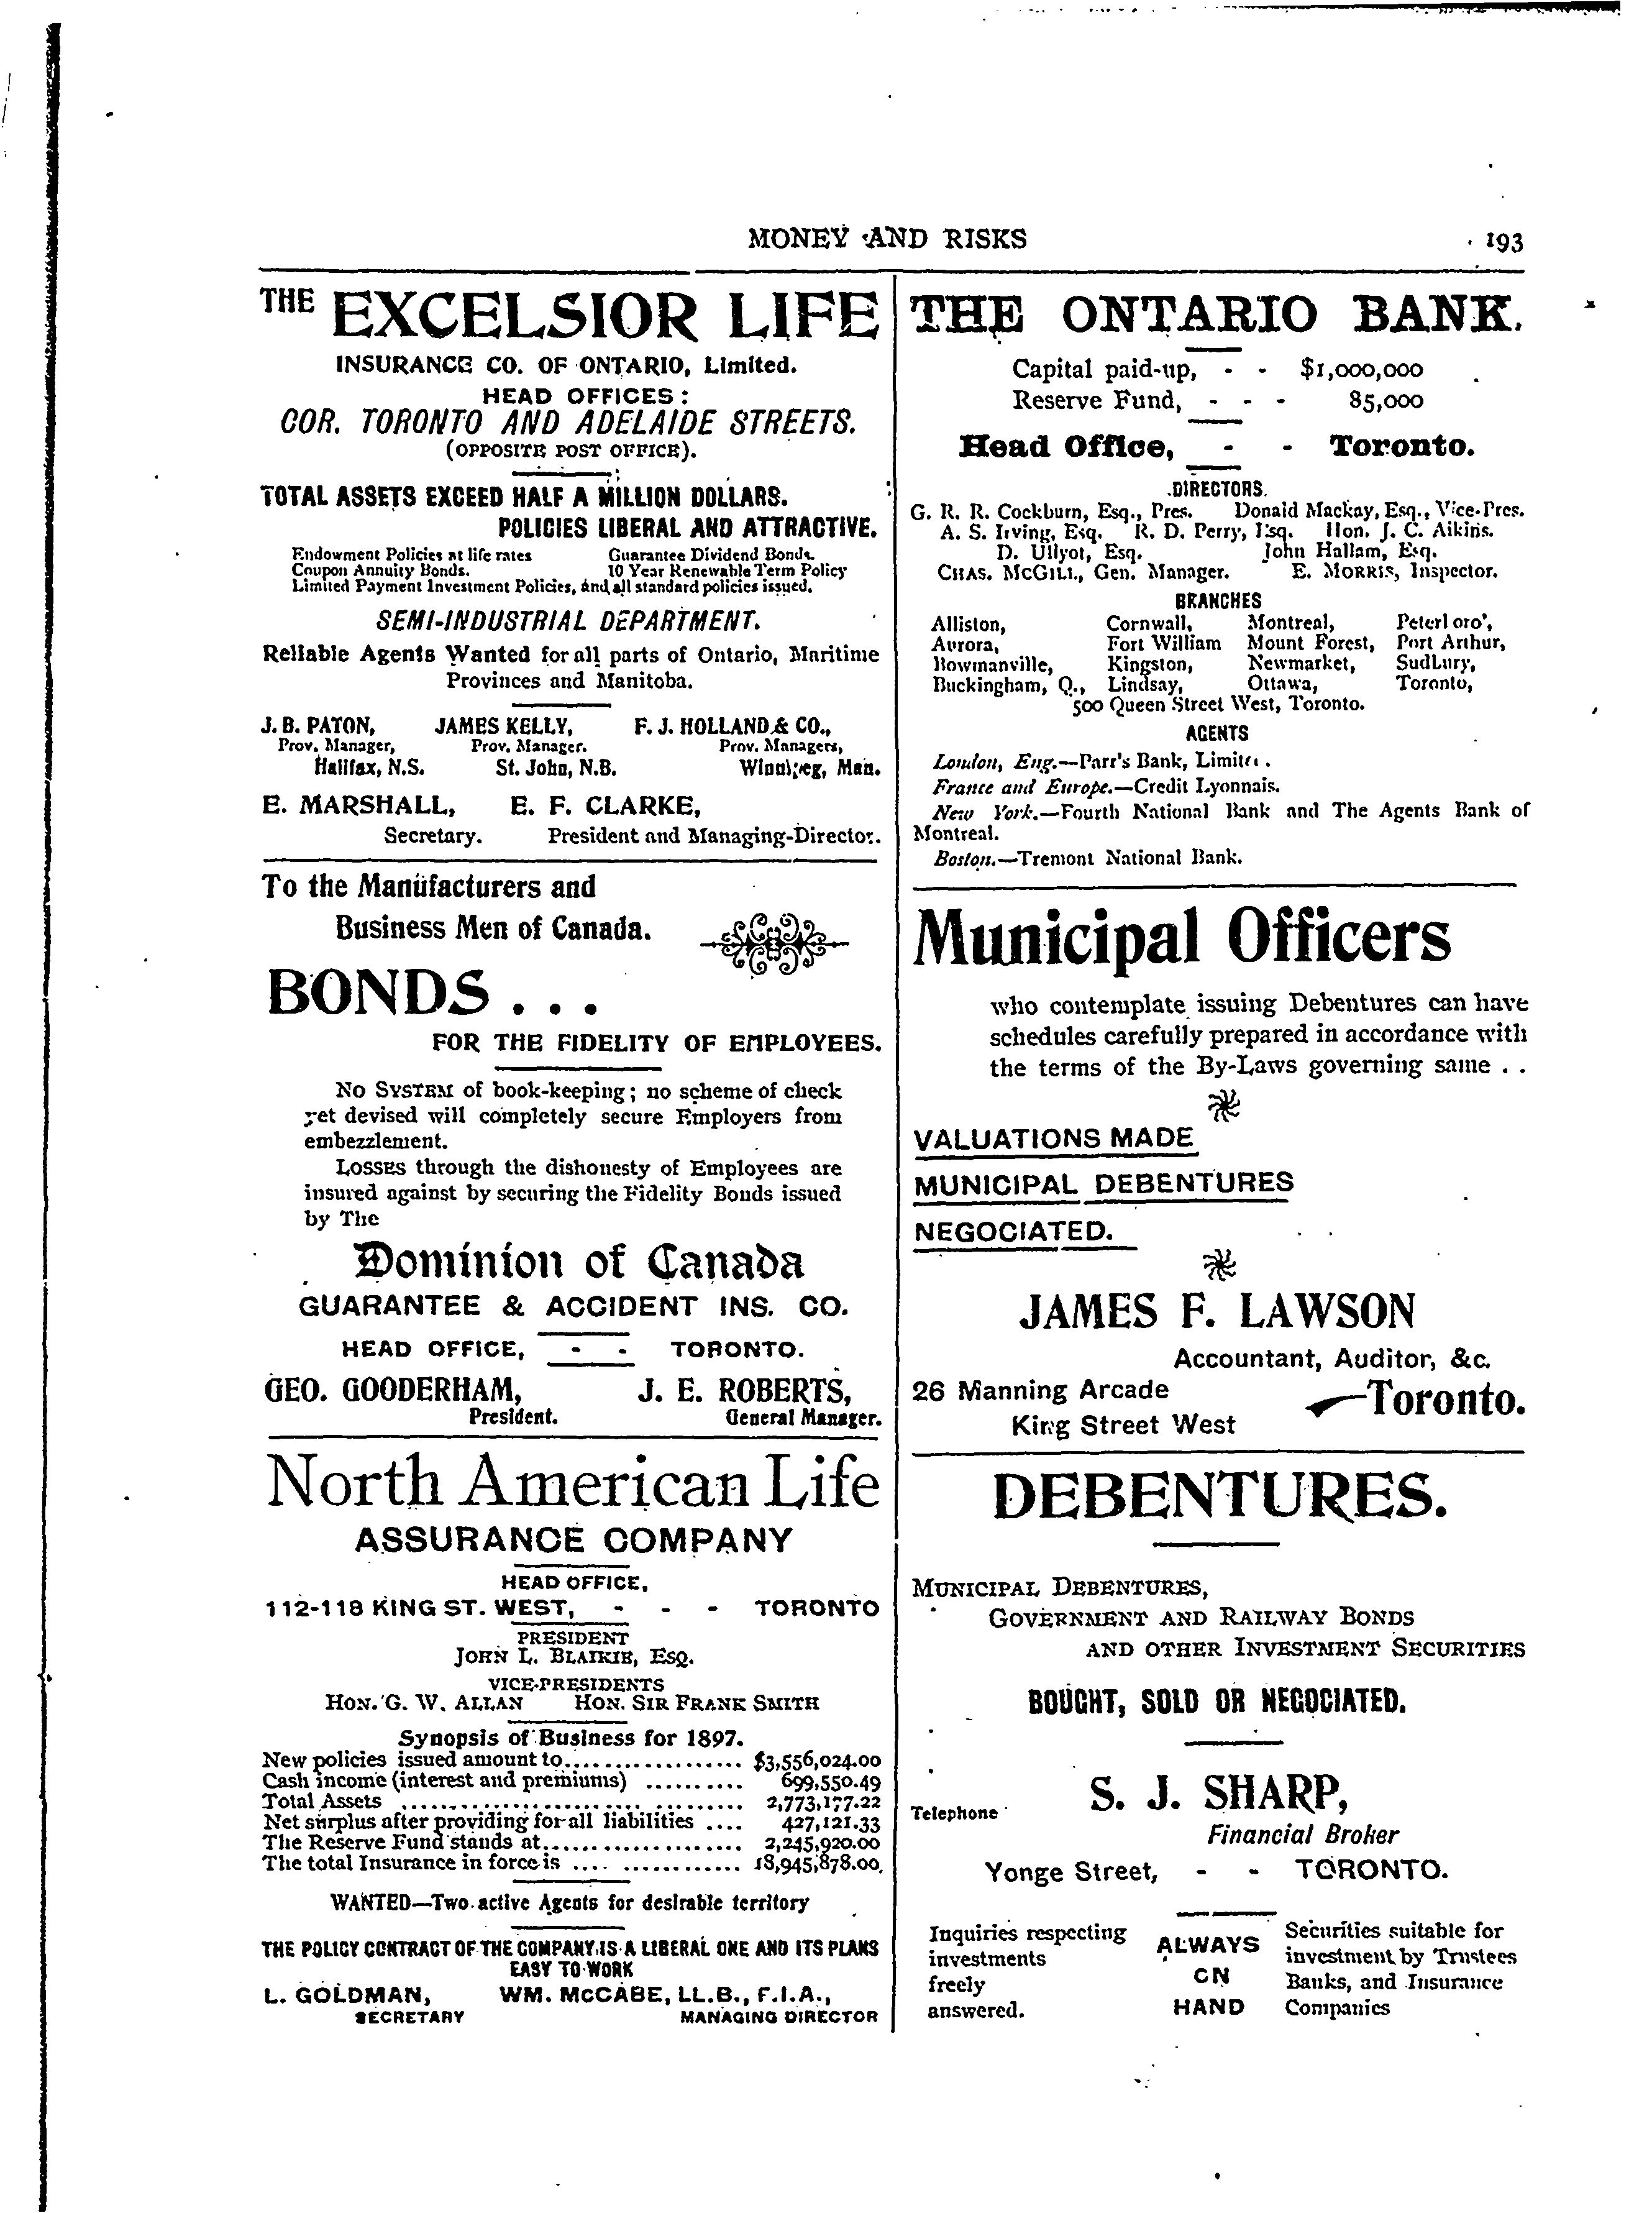 MONEY AND RISKS
193
THE EXCELSIOR LIFE
INSURANCE CO. OF ONTARIO, Limited.
HEAD OFFICES:
COR. TORONTO AND ADELAIDE STREETS.
(OPPOSITE POST OFFICE).
TOTAL ASSETS EXCEED HALF A MILLION DOLLARS.
POLICIES LIBERAL AND ATTRACTIVE.
Endowment Policies at life rates Guarantee Dividend Bonds.
Coupon Annuity Bonds. 10 Year Renewable Term Policy
Limited Payment Investment Policies, and all standard policies issued.
SEMI-INDUSTRIAL DEPARTMENT.
Reliable Agents Wanted for all parts of Ontario, Maritime
Provinces and Manitoba.
J. B. PATON, JAMES KELLY, F. J. HOLLAND & CO.,
Prov. Manager, Prov. Manager. Prov. Managers,
Halifax, N.S. St. John, N.B. Winnipeg, Man.
E. MARSHALL, E. F. CLARKE,
Secretary. President and Managing-Director.
To the Manufacturers and
Business Men of Canada.
BONDS . . .
FOR THE FIDELITY OF EMPLOYEES.
NO SYSTEM of book-keeping; no scheme of check
yet devised will completely secure Employers from
embezzlement.
LOSSES through the dishonesty of Employees are
insured against by securing the Fidelity Bonds issued
by The
Dominion of Canada
GUARANTEE & ACCIDENT INS. CO.
HEAD OFFICE, - - TORONTO.
GEO. GOODERHAM, J. E. ROBERTS,
President. General Manager.
North American Life
ASSURANCE COMPANY
HEAD OFFICE,
112-118 KING ST. WEST, - - - TORONTO
PRESIDENT
JOHN L. BLAIKIE, ESQ.
VICE-PRESIDENTS
HON. G. W. ALLAN HON. SIR FRANK SMITH
Synopsis of Business for 1897.
New policies issued amount to.................. $3,556,024.00
Cash income (interest and premiums) .......... 699,550.49
Total Assets .................................. 2,773,177.22
Net surplus after providing for all liabilities .... 427,121.33
The Reserve Fund stands at.................... 2,245,920.00
The total Insurance in force is .... ............ 18,945,878.00
WANTED—Two active Agents for desirable territory
THE POLICY CONTRACT OF THE COMPANY IS A LIBERAL ONE AND ITS PLANS
EASY TO WORK
L. GOLDMAN, WM. McCABE, LL.B., F.I.A.,
SECRETARY MANAGING DIRECTOR
THE ONTARIO BANK.
Capital paid-up, - - $1,000,000
Reserve Fund, - - - 85,000
Head Office, - - Toronto.
DIRECTORS.
G. R. R. Cockburn, Esq., Pres. Donald Mackay, Esq., Vice-Pres.
A. S. Irving, Esq. R. D. Perry, Esq. Hon. J. C. Aikins.
D. Ullyot, Esq. John Hallam, Esq.
CHAS. MCGILL, Gen. Manager. E. MORRIS, Inspector.
BRANCHES
Alliston, Cornwall, Montreal, Peterboro',
Aurora, Fort William Mount Forest, Port Arthur,
Bowmanville, Kingston, Newmarket, Sudbury,
Buckingham, Q., Lindsay, Ottawa, Toronto,
500 Queen Street West, Toronto.
AGENTS
London, Eng.—Parr's Bank, Limited.
France and Europe.—Credit Lyonnais.
New York.—Fourth National Bank and The Agents Bank of
Montreal.
Boston.—Tremont National Bank.
Municipal Officers
who contemplate issuing Debentures can have
schedules carefully prepared in accordance with
the terms of the By-Laws governing same . .
VALUATIONS MADE
MUNICIPAL DEBENTURES
NEGOCIATED.
JAMES F. LAWSON
Accountant, Auditor, &c.
26 Manning Arcade
King Street West
Toronto.
DEBENTURES.
MUNICIPAL DEBENTURES,
GOVERNMENT AND RAILWAY BONDS
AND OTHER INVESTMENT SECURITIES
BOUGHT, SOLD OR NEGOCIATED.
S. J. SHARP,
Telephone
Financial Broker
Yonge Street, - - TORONTO.
Inquiries respecting
investments
freely
answered.
ALWAYS
ON
HAND
Securities suitable for
investment by Trustees
Banks, and Insurance
Companies